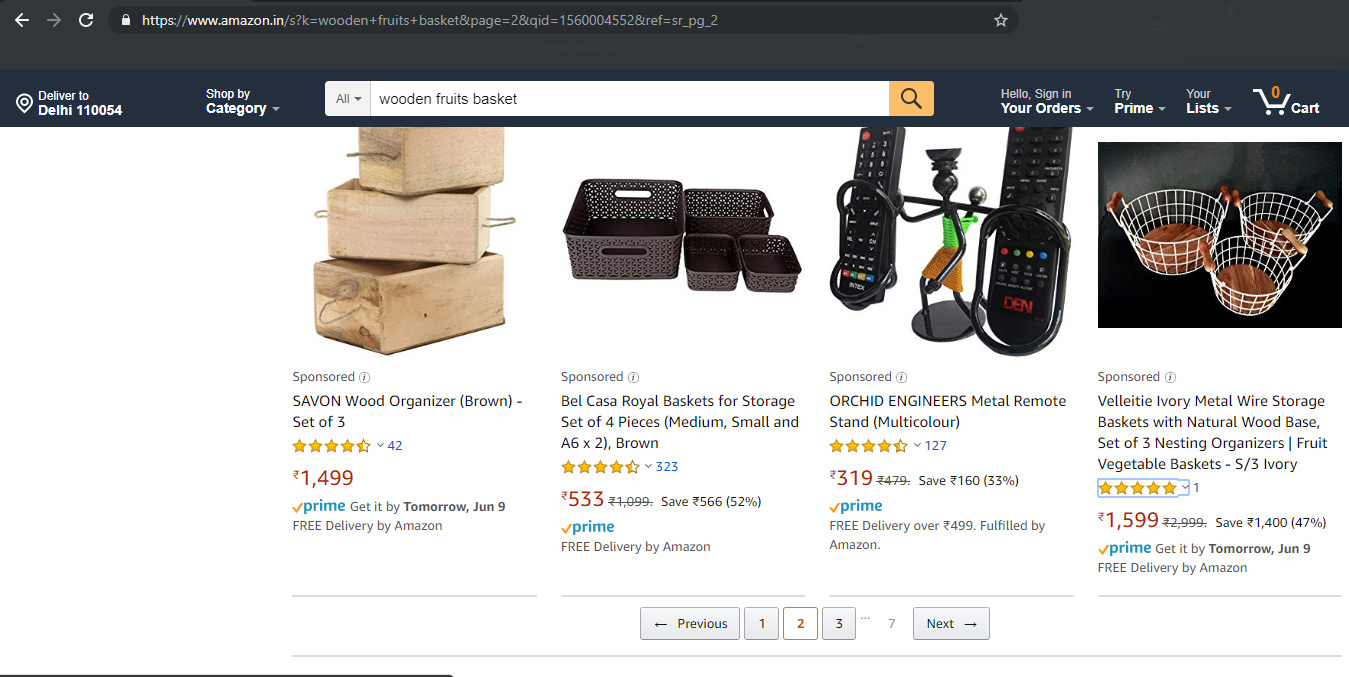 https://www.amazon.in/s?k=wooden+fruits+basket&page=2&qid=1560004552&ref=sr_pg_2
Deliver to
Delhi 110054
Shop by
Category
All
wooden fruits basket
Hello, Sign in
Your Orders
Try
Prime
Your
Lists
0
Cart
INTEX
DEN
Sponsored
SAVON Wood Organizer (Brown) -
Set of 3
42
₹1,499
prime Get it by Tomorrow, Jun 9
FREE Delivery by Amazon
Sponsored
Bel Casa Royal Baskets for Storage
Set of 4 Pieces (Medium, Small and
A6 x 2), Brown
323
₹533 ₹1,099. Save ₹566 (52%)
prime
FREE Delivery by Amazon
Sponsored
ORCHID ENGINEERS Metal Remote
Stand (Multicolour)
127
₹319 ₹479. Save ₹160 (33%)
prime
FREE Delivery over ₹499. Fulfilled by
Amazon.
Sponsored
Velleitie Ivory Metal Wire Storage
Baskets with Natural Wood Base,
Set of 3 Nesting Organizers | Fruit
Vegetable Baskets - S/3 Ivory
1
₹1,599 ₹2,999. Save ₹1,400 (47%)
prime Get it by Tomorrow, Jun 9
FREE Delivery by Amazon
← Previous 1 2 3 ... 7 Next →